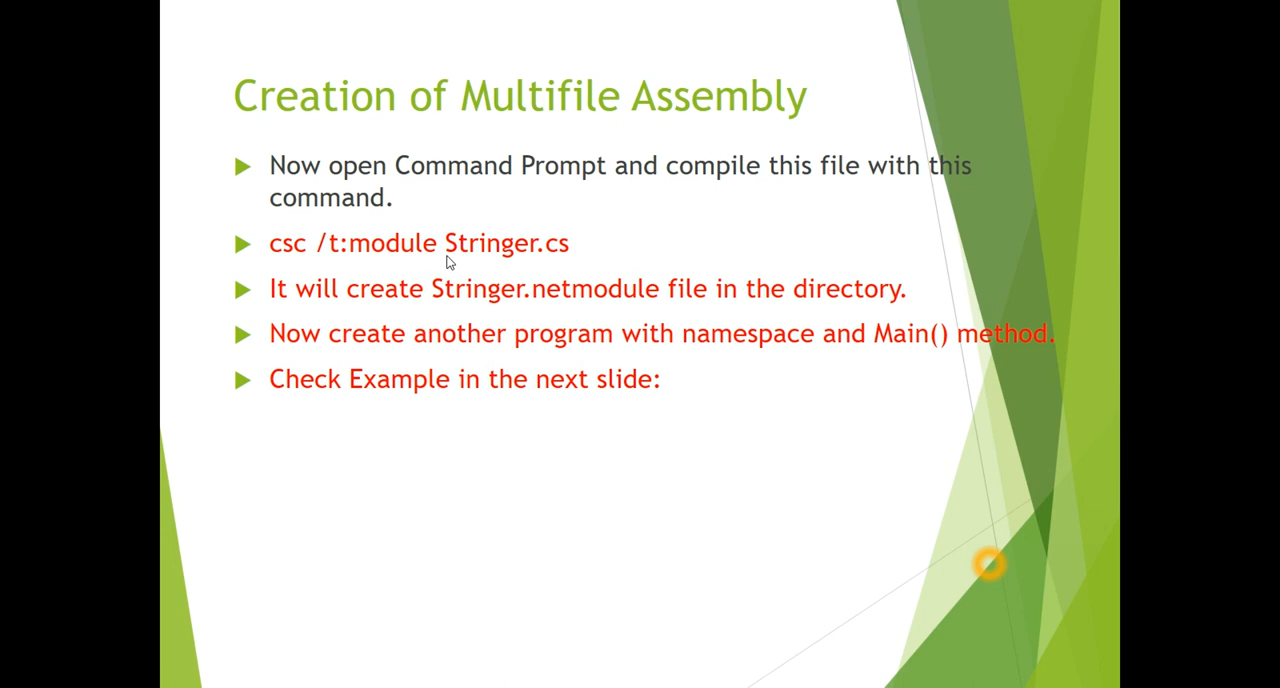 Creation of Multifile Assembly
Now open Command Prompt and compile this file with this
command.
csc /t:module Stringer.cs
It will create Stringer.netmodule file in the directory.
Now create another program with namespace and Main() method.
Check Example in the next slide: